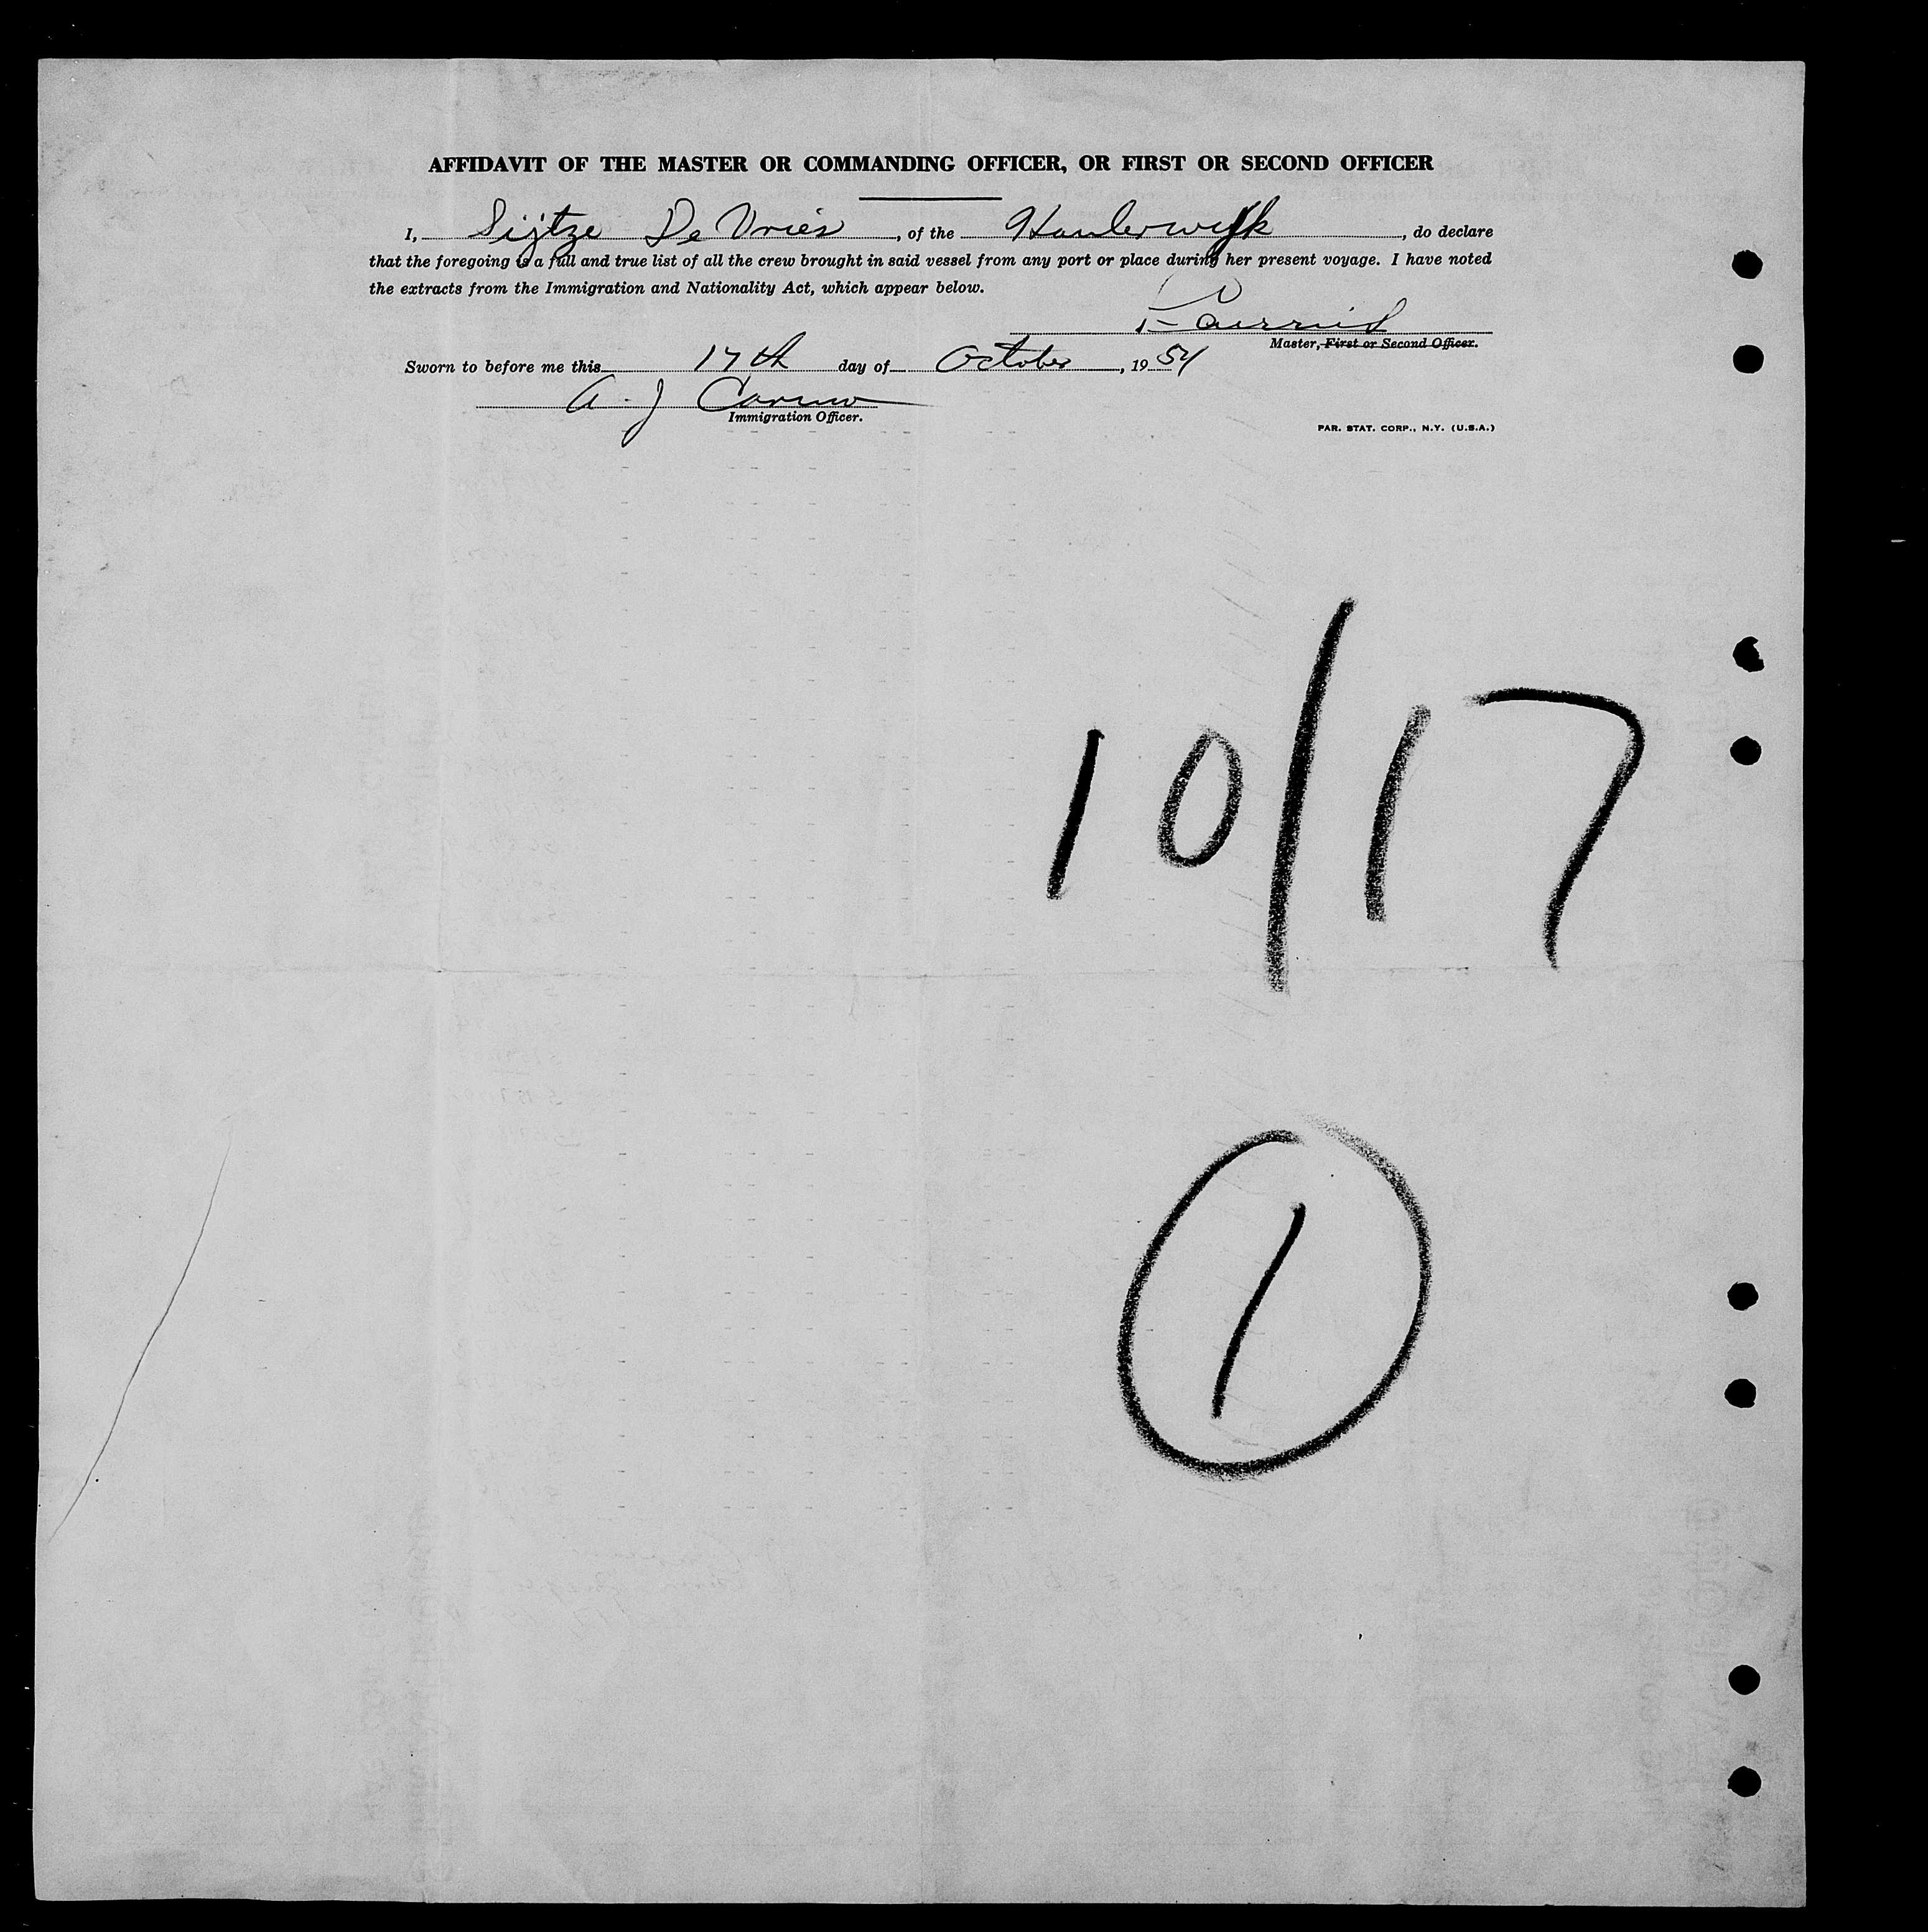 AFFIDAVIT OF THE MASTER OR COMMANDING OFFICER, OR FIRST OR SECOND OFFICER
I, Sijtze De Vries, of the, do declare
that the foregoing is a full and true list of all the crew brought in said vessel from any port or place during her present voyage. I have noted
the extracts from the Immigration and Nationality Act, which appear below.
Master, First or Second Officer.
Sworn to before me this 17th day of October, 1954
A. J
Immigration Officer.
PAR. STAT. CORP., N.Y. (U.S.A.)
10/17
1